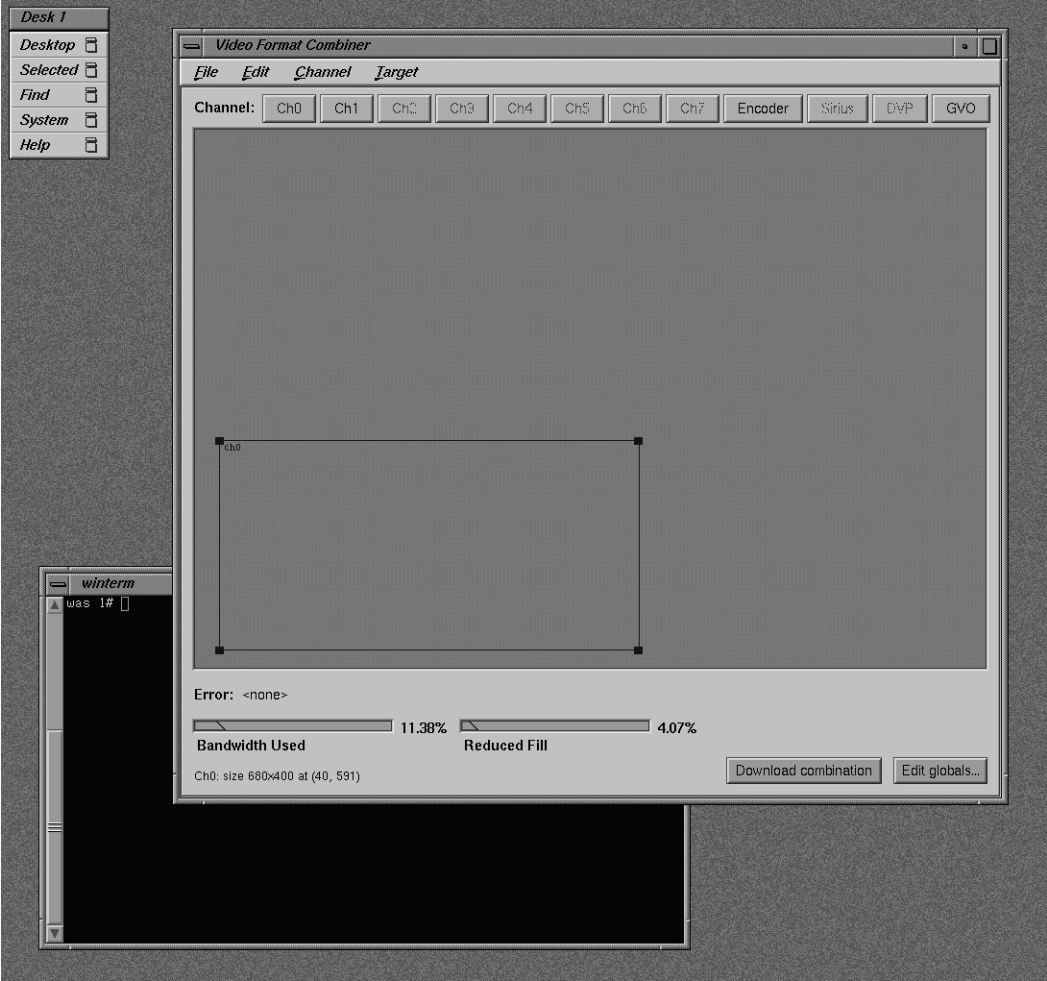 Desk 1
Desktop
Selected
Find
System
Help
Video Format Combiner
File Edit Channel Target
Channel: Ch0 Ch1 Ch2 Ch3 Ch4 Ch5 Ch6 Ch7 Encoder Sirius DVP GVO
Ch0
winterm
was 1#
Error: <none>
11.38% 4.07%
Bandwidth Used Reduced Fill
Ch0: size 680x400 at (40, 591) Download combination Edit globals...